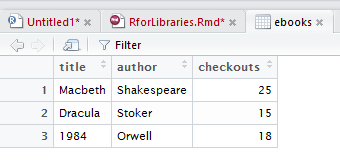 Untitled1* RforLibraries.Rmd* ebooks
Filter
title author checkouts
1 Macbeth Shakespeare 25
2 Dracula Stoker 15
3 1984 Orwell 18